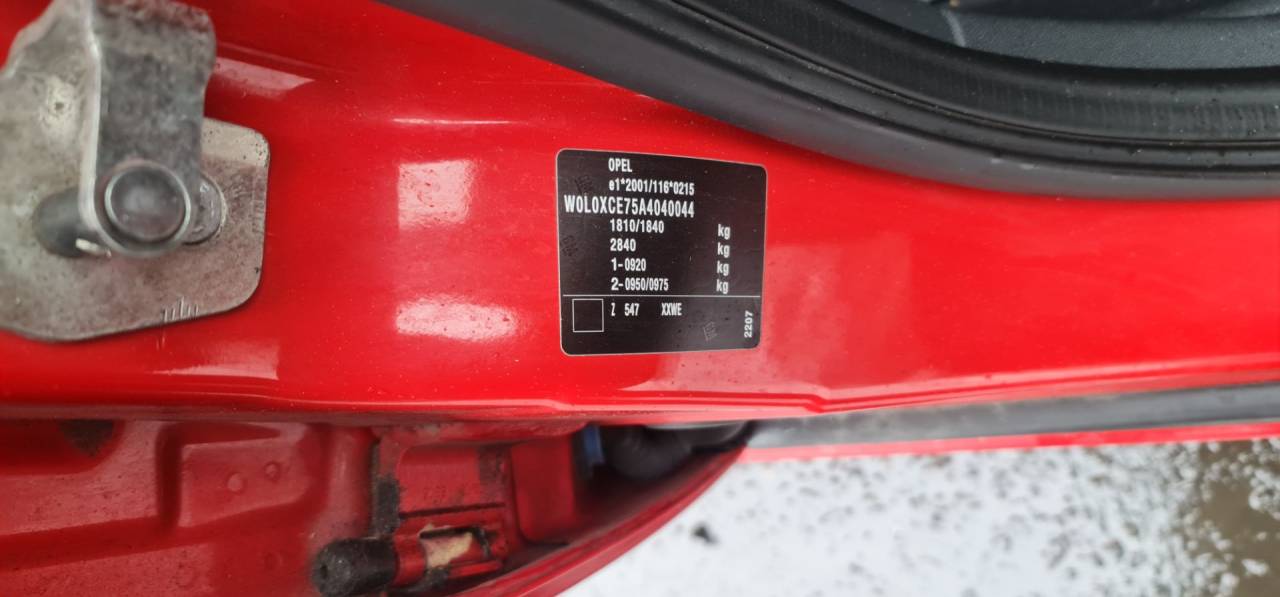 OPEL
e1*2001/116*0215
W0L0XCE75A4040044
1810/1840 kg
2840 kg
1-0920 kg
2-0950/0975 kg
Z 547 XXWE
2207